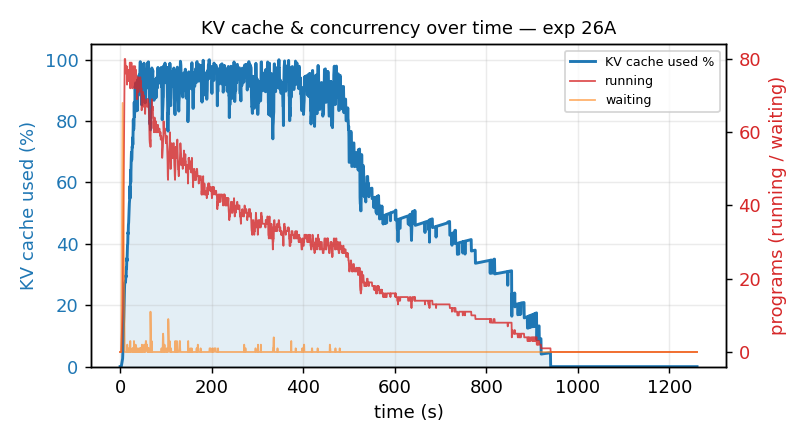 KV cache & concurrency over time — exp 26A
KV cache used %
running
waiting
KV cache used (%)
100
80
60
40
20
0
80
60
40
20
0
programs (running / waiting)
0
200
400
600
800
1000
1200
time (s)